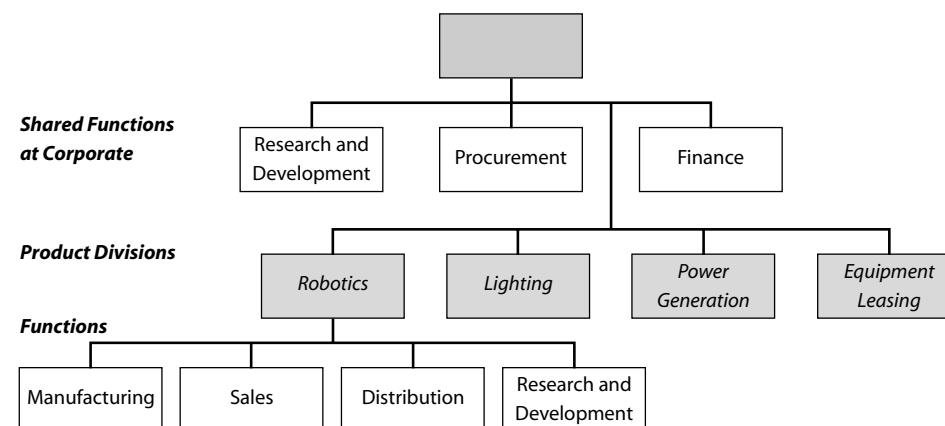 Shared Functions
at Corporate
Research and
Development
Procurement
Finance
Product Divisions
Robotics
Lighting
Power
Generation
Equipment
Leasing
Functions
Manufacturing
Sales
Distribution
Research and
Development